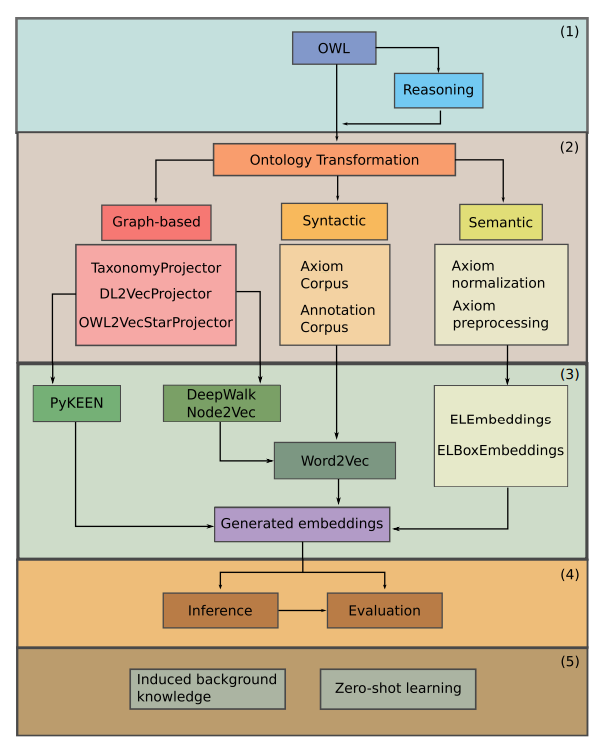 (1)
OWL
Reasoning
(2)
Ontology Transformation
Graph-based
Syntactic
Semantic
TaxonomyProjector
DL2VecProjector
OWL2VecStarProjector
Axiom
Corpus
Annotation
Corpus
Axiom
normalization
Axiom
preprocessing
(3)
PyKEEN
DeepWalk
Node2Vec
ELEmbeddings
ELBoxEmbeddings
Word2Vec
Generated embeddings
(4)
Inference
Evaluation
(5)
Induced background
knowledge
Zero-shot learning